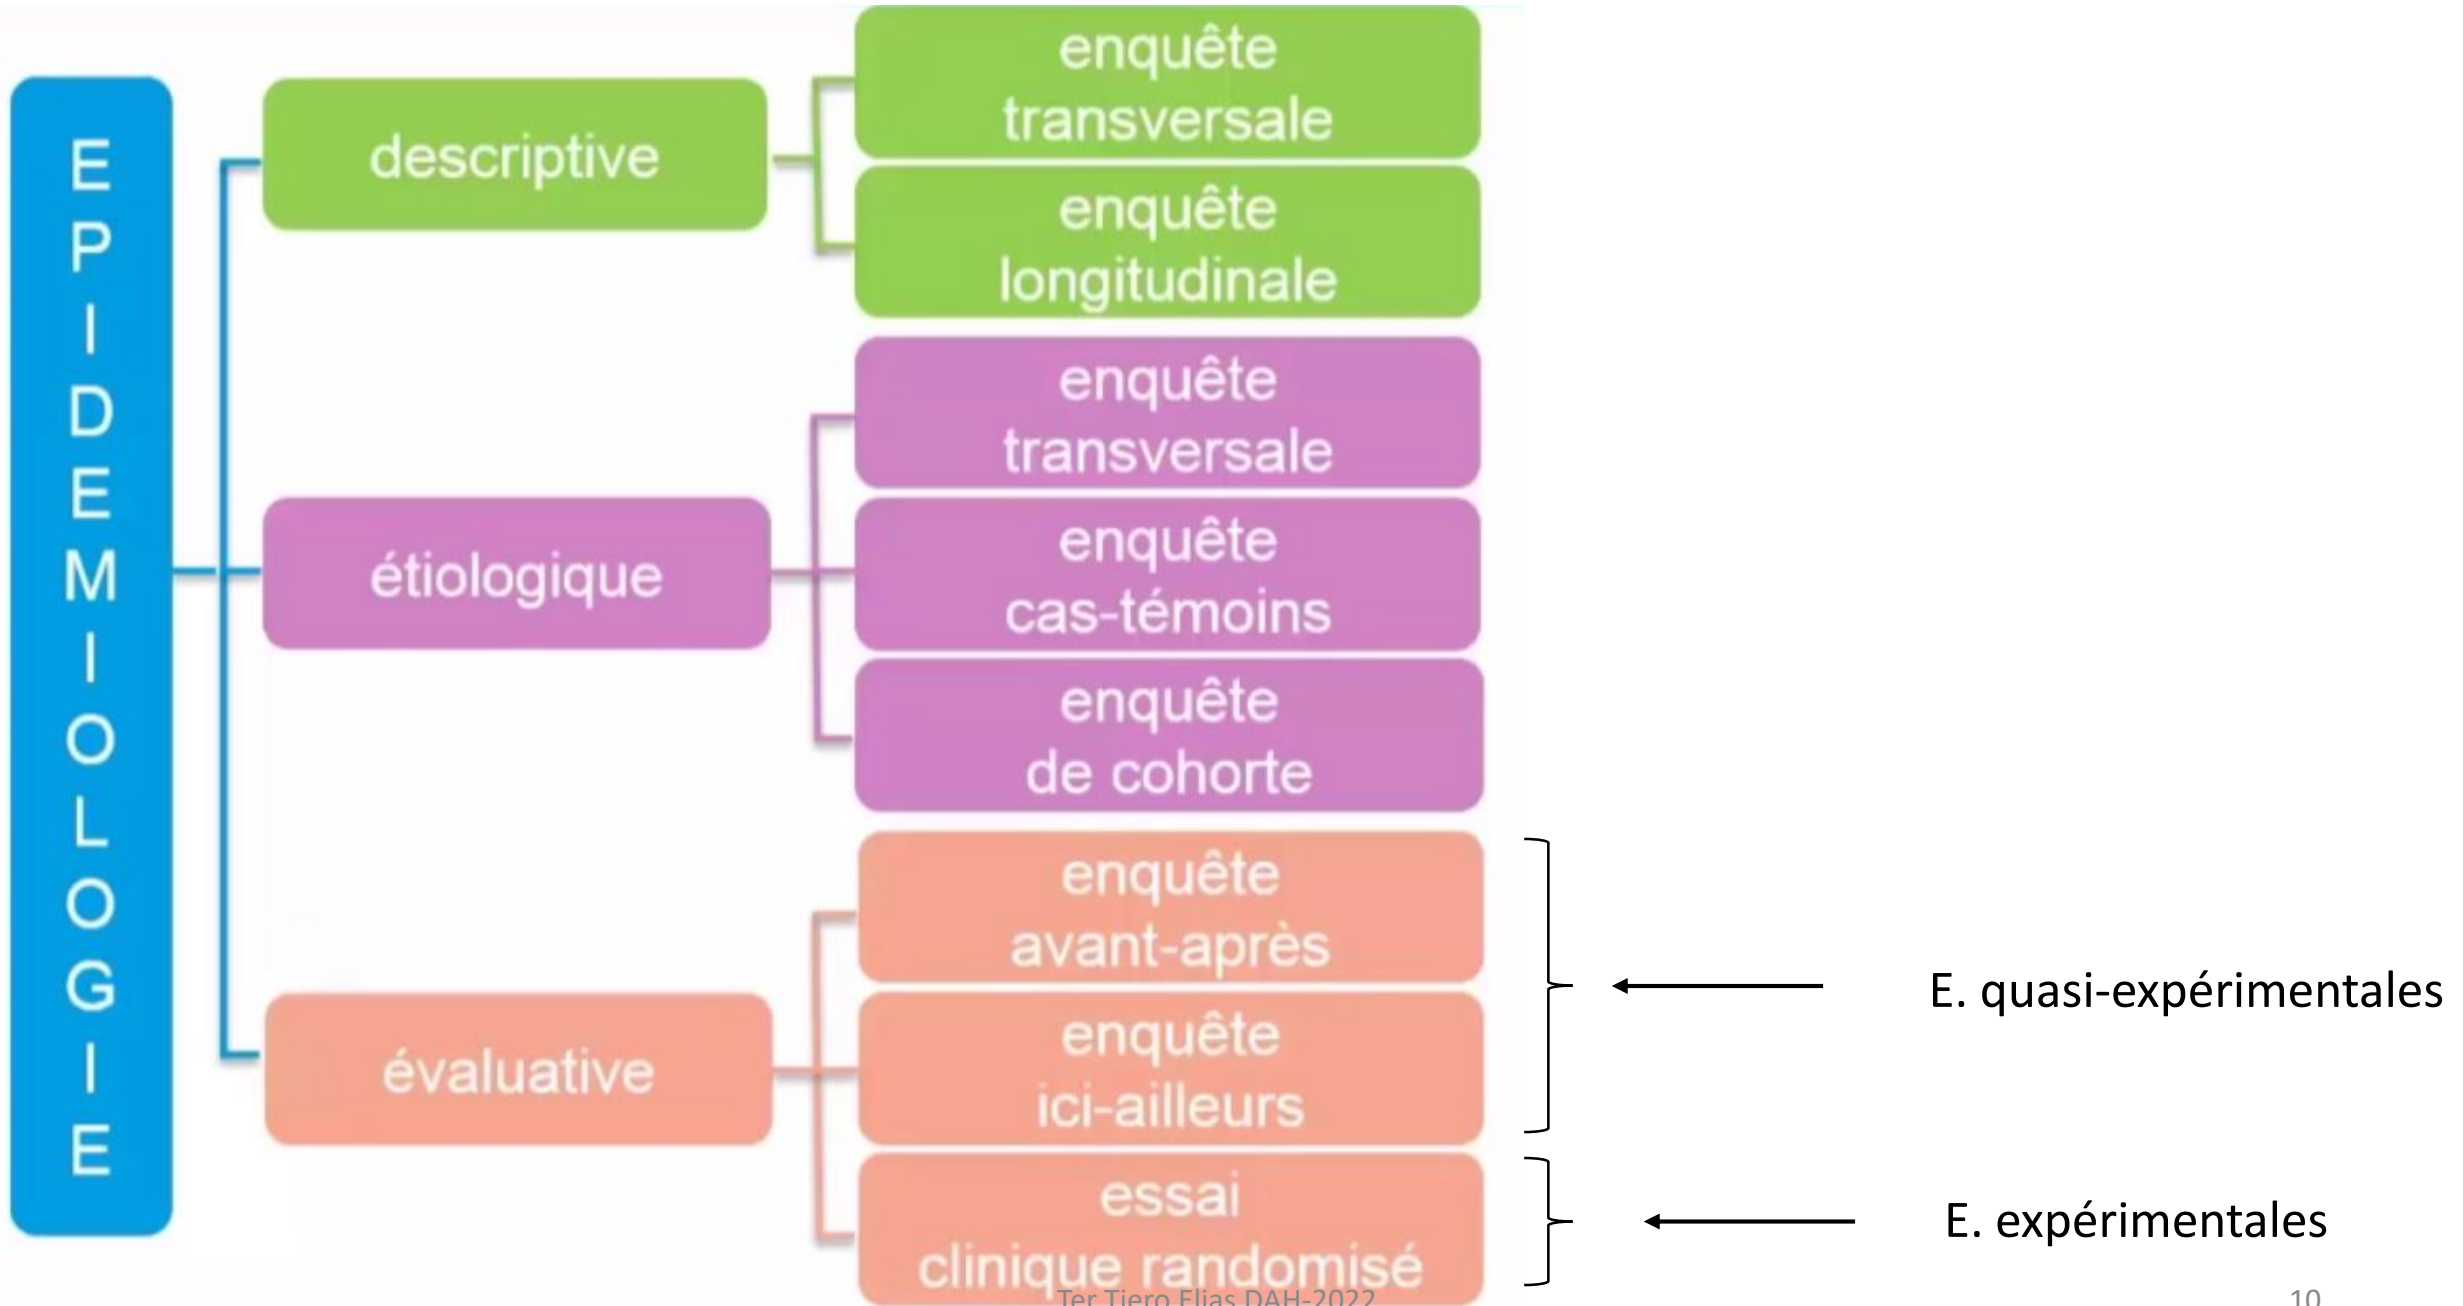 EPIDEMIOLOGIE
descriptive
enquête
transversale
enquête
longitudinale
étiologique
enquête
transversale
enquête
cas-témoins
enquête
de cohorte
évaluative
enquête
avant-après
enquête
ici-ailleurs
essai
clinique randomisé
E. quasi-expérimentales
E. expérimentales
Ter Tiero Elias DAH-2022
10